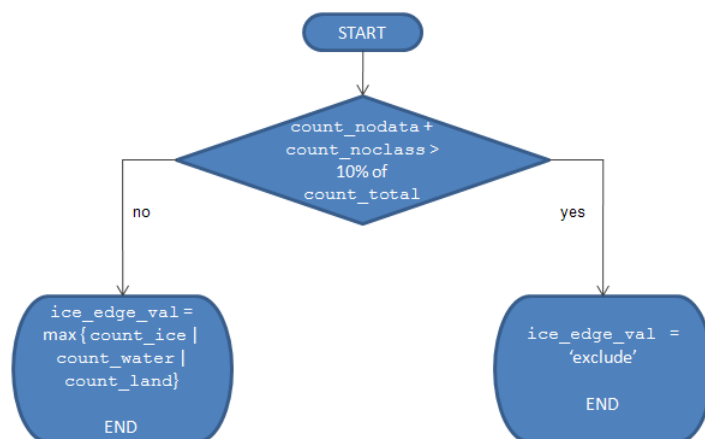 START
count_nodata +
count_noclass >
10% of
count_total
no
yes
ice_edge_val =
max{ count_ice |
count_water |
count_land}
END
ice_edge_val =
‘exclude’
END